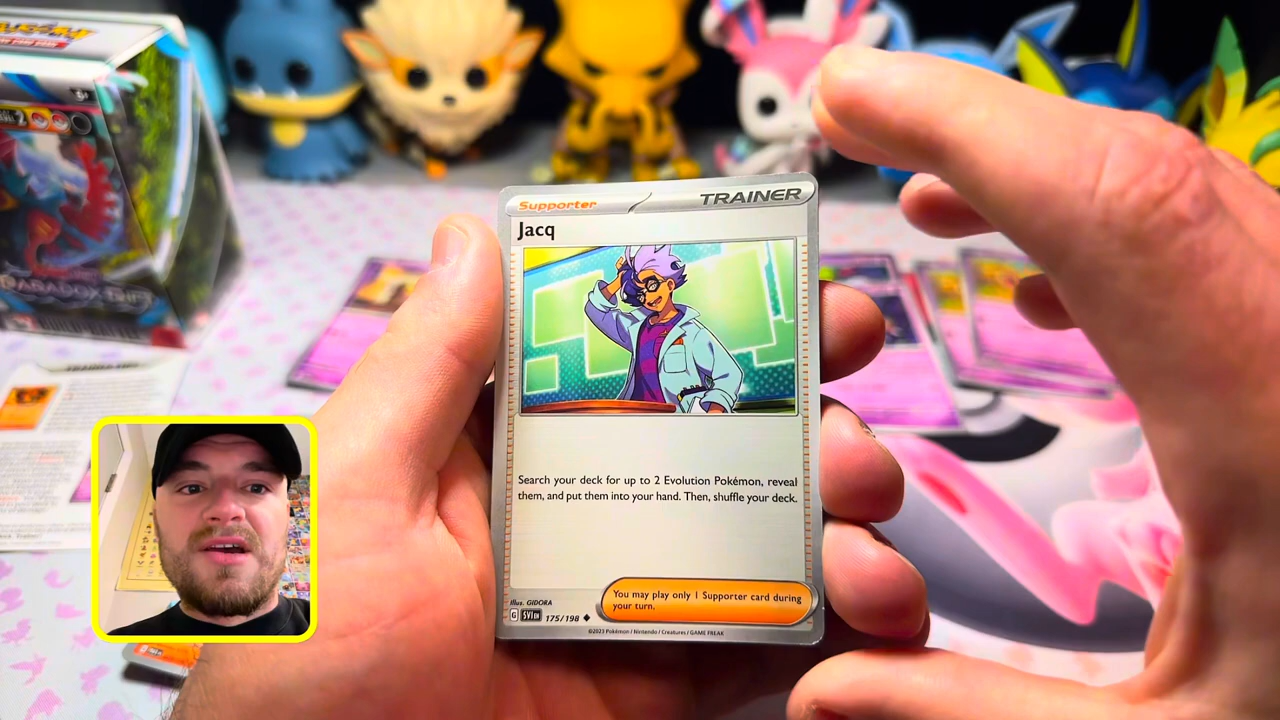 Supporter
TRAINER
Jacq
Search your deck for up to 2 Evolution Pokémon, reveal
them, and put them into your hand. Then, shuffle your deck.
You may play only 1 Supporter card during
your turn.
Illus. GIDORA
G SVI EN 175/198
©2023 Pokémon / Nintendo / Creatures / GAME FREAK
PARADOX RIFT